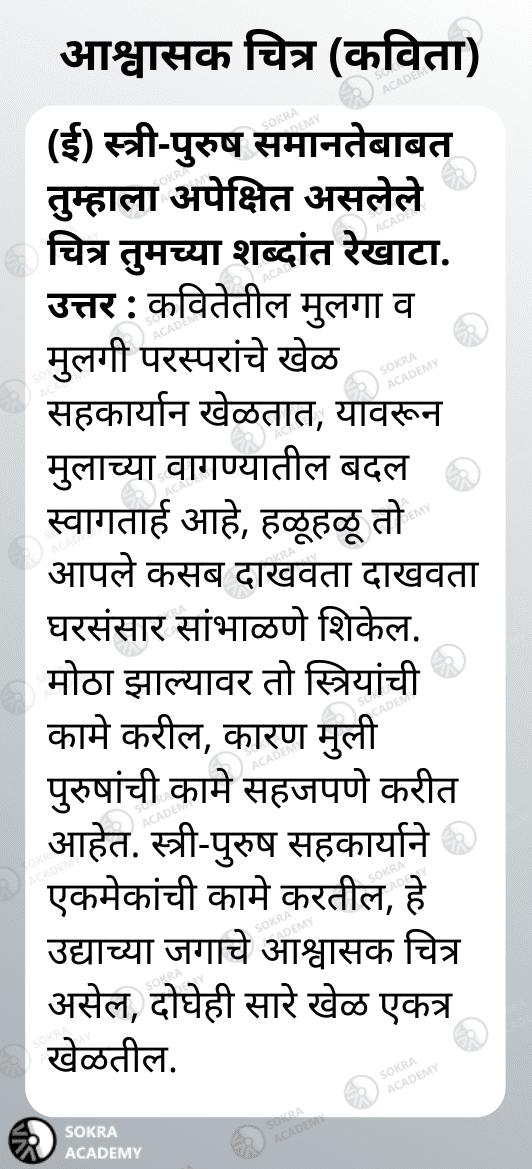 आश्वासक चित्र (कविता)
(ई) स्त्री-पुरुष समानतेबाबत
तुम्हाला अपेक्षित असलेले
चित्र तुमच्या शब्दांत रेखाटा.
उत्तर : कवितेतील मुलगा व
मुलगी परस्परांचे खेळ
सहकार्यान खेळतात, यावरून
मुलाच्या वागण्यातील बदल
स्वागतार्ह आहे, हळूहळू तो
आपले कसब दाखवता दाखवता
घरसंसार सांभाळणे शिकेल.
मोठा झाल्यावर तो स्त्रियांची
कामे करील, कारण मुली
पुरुषांची कामे सहजपणे करीत
आहेत. स्त्री-पुरुष सहकार्याने
एकमेकांची कामे करतील, हे
उद्याच्या जगाचे आश्वासक चित्र
असेल, दोघेही सारे खेळ एकत्र
खेळतील.
SOKRA
ACADEMY